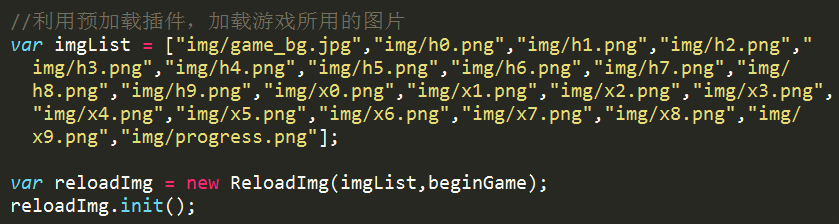 //利用预加载插件，加载游戏所用的图片
var imgList = ["img/game_bg.jpg","img/h0.png","img/h1.png","img/h2.png","
img/h3.png","img/h4.png","img/h5.png","img/h6.png","img/h7.png","img/
h8.png","img/h9.png","img/x0.png","img/x1.png","img/x2.png","img/x3.png",
"img/x4.png","img/x5.png","img/x6.png","img/x7.png","img/x8.png","img/
x9.png","img/progress.png"];
var reloadImg = new ReloadImg(imgList,beginGame);
reloadImg.init();